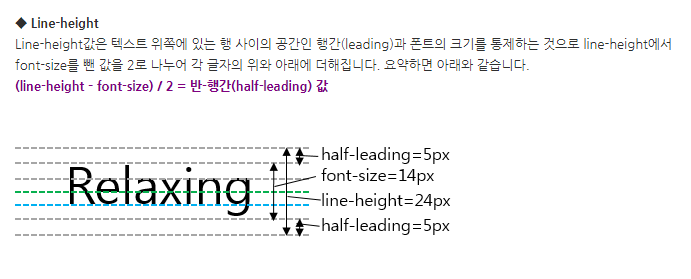 ◆ Line-height
Line-height값은 텍스트 위쪽에 있는 행 사이의 공간인 행간(leading)과 폰트의 크기를 통제하는 것으로 line-height에서
font-size를 뺀 값을 2로 나누어 각 글자의 위와 아래에 더해집니다. 요약하면 아래와 같습니다.
(line-height - font-size) / 2 = 반-행간(half-leading) 값
Relaxing
half-leading=5px
font-size=14px
line-height=24px
half-leading=5px